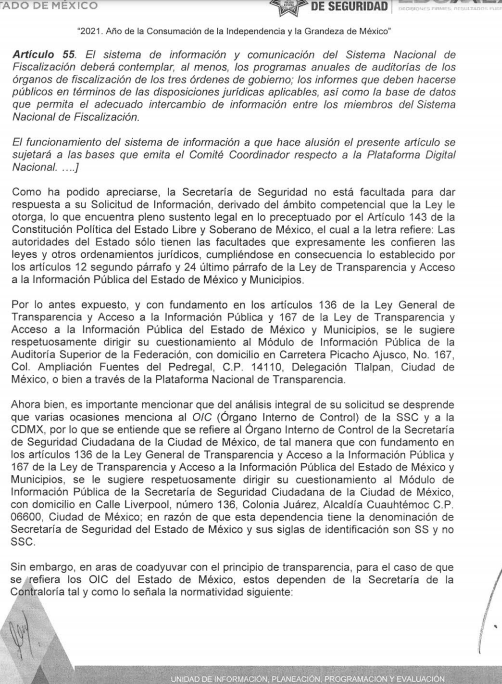 TADO DE MÉXICO
DE SEGURIDAD
"2021. Año de la Consumación de la Independencia y la Grandeza de México"
Artículo 55. El sistema de información y comunicación del Sistema Nacional de
Fiscalización deberá contemplar, al menos, los programas anuales de auditorías de los
órganos de fiscalización de los tres órdenes de gobierno; los informes que deben hacerse
públicos en términos de las disposiciones jurídicas aplicables, así como la base de datos
que permita el adecuado intercambio de información entre los miembros del Sistema
Nacional de Fiscalización.
El funcionamiento del sistema de información a que hace alusión el presente artículo se
sujetará a las bases que emita el Comité Coordinador respecto a la Plataforma Digital
Nacional. ….]
Como ha podido apreciarse, la Secretaría de Seguridad no está facultada para dar
respuesta a su Solicitud de Información, derivado del ámbito competencial que la Ley le
otorga, lo que encuentra pleno sustento legal en lo preceptuado por el Artículo 143 de la
Constitución Política del Estado Libre y Soberano de México, el cual a la letra refiere: Las
autoridades del Estado sólo tienen las facultades que expresamente les confieren las
leyes y otros ordenamientos jurídicos, cumpliéndose en consecuencia lo establecido por
los artículos 12 segundo párrafo y 24 último párrafo de la Ley de Transparencia y Acceso
a la Información Pública del Estado de México y Municipios.
Por lo antes expuesto, y con fundamento en los artículos 136 de la Ley General de
Transparencia y Acceso a la Información Pública y 167 de la Ley de Transparencia y
Acceso a la Información Pública del Estado de México y Municipios, se le sugiere
respetuosamente dirigir su cuestionamiento al Módulo de Información Pública de la
Auditoría Superior de la Federación, con domicilio en Carretera Picacho Ajusco, No. 167,
Col. Ampliación Fuentes del Pedregal, C.P. 14110, Delegación Tlalpan, Ciudad de
México, o bien a través de la Plataforma Nacional de Transparencia.
Ahora bien, es importante mencionar que del análisis integral de su solicitud se desprende
que varias ocasiones menciona al OIC (Órgano Interno de Control) de la SSC y a la
CDMX, por lo que se entiende que se refiere al Órgano Interno de Control de la Secretaría
de Seguridad Ciudadana de la Ciudad de México, de tal manera que con fundamento en
los artículos 136 de la Ley General de Transparencia y Acceso a la Información Pública y
167 de la Ley de Transparencia y Acceso a la Información Pública del Estado de México y
Municipios, se le sugiere respetuosamente dirigir su cuestionamiento al Módulo de
Información Pública de la Secretaría de Seguridad Ciudadana de la Ciudad de México,
con domicilio en Calle Liverpool, número 136, Colonia Juárez, Alcaldía Cuauhtémoc C.P.
06600, Ciudad de México; en razón de que esta dependencia tiene la denominación de
Secretaría de Seguridad del Estado de México y sus siglas de identificación son SS y no
SSC.
Sin embargo, en aras de coadyuvar con el principio de transparencia, para el caso de que
se refiera los OIC del Estado de México, estos dependen de la Secretaría de la
Contraloría tal y como lo señala la normatividad siguiente:
UNIDAD DE INFORMACIÓN, PLANEACIÓN, PROGRAMACIÓN Y EVALUACIÓN